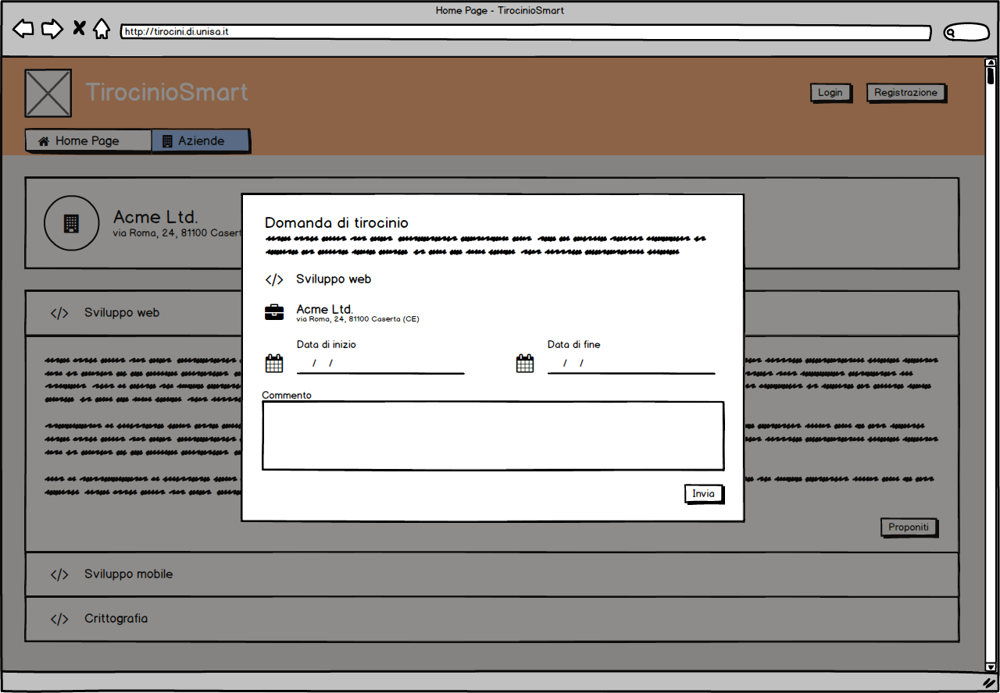 Home Page - TirocinioSmart
http://tirocini.di.unisa.it
TirocinioSmart
Login
Registrazione
Home Page
Aziende
Acme Ltd.
via Roma, 24, 81100 Casert
Sviluppo web
Domanda di tirocinio
Sviluppo web
Acme Ltd.
via Roma, 24, 81100 Caserta (CE)
Data di inizio
Data di fine
/ /
/ /
Commento
Invia
Proponiti
Sviluppo mobile
Crittografia